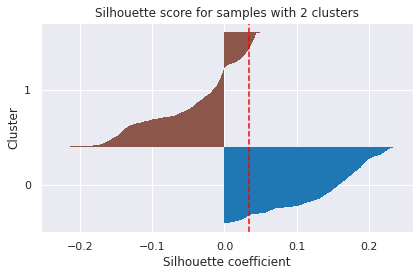 Silhouette score for samples with 2 clusters
Cluster
1
0
−0.2 −0.1 0.0 0.1 0.2
Silhouette coefficient